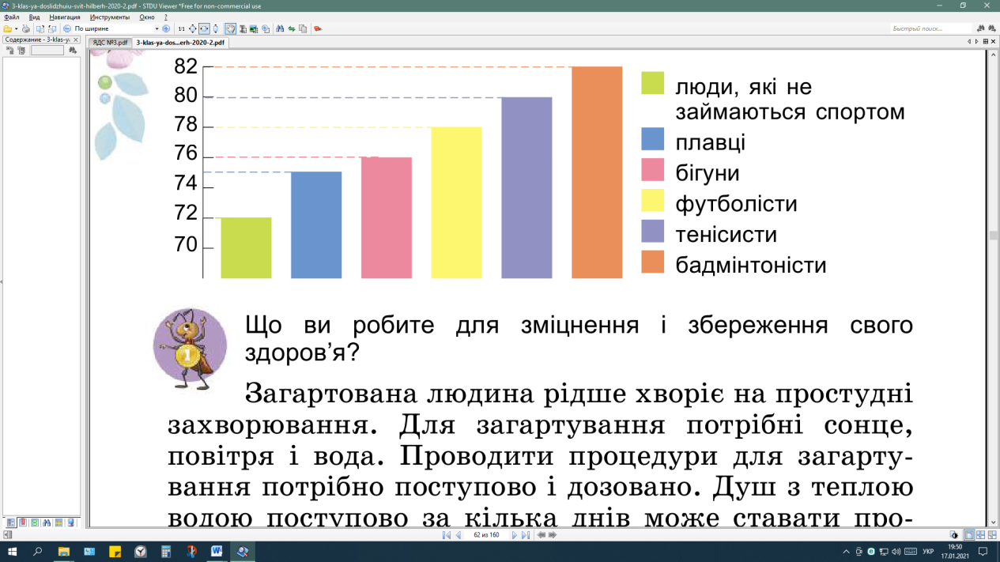 3-klas-ya-doslidzhuiu-svit-hilberh-2020-2.pdf - STDU Viewer *Free for non-commercial use
Файл Вид Навигация Инструменты Окно ?
По ширине
1:1
Быстрый поиск...
Содержание - 3-klas-ya
ЯДС №3.pdf
3-klas-ya-dos...erh-2020-2.pdf
82
80
78
76
74
72
70
люди, які не
займаються спортом
плавці
бігуни
футболісти
тенісисти
бадмінтоністи
1
Що ви робите для зміцнення і збереження свого
здоров’я?
Загартована людина рідше хворіє на простудні
захворювання. Для загартування потрібні сонце,
повітря і вода. Проводити процедури для загарту-
вання потрібно поступово і дозовано. Душ з теплою
водою поступово за кілька днів може ставати про-
62 из 160
УКР
19:50
17.01.2021